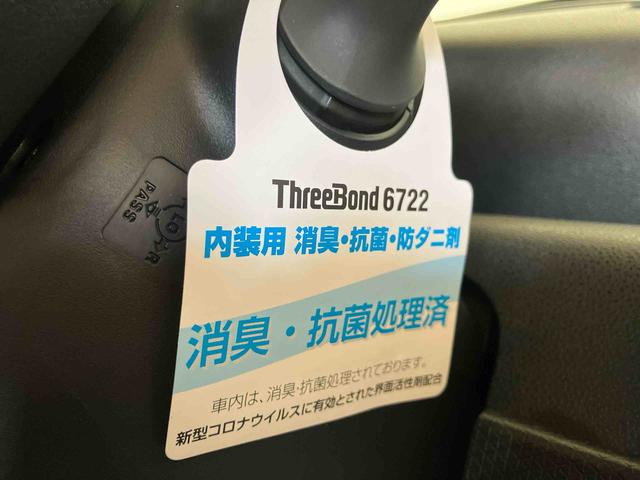 ThreeBond 6722
内装用 消臭・抗菌・防ダニ剤
消臭・抗菌処理済
車内は、消臭・抗菌処理されております。
新型コロナウイルスに有効とされた界面活性剤配合
PASS